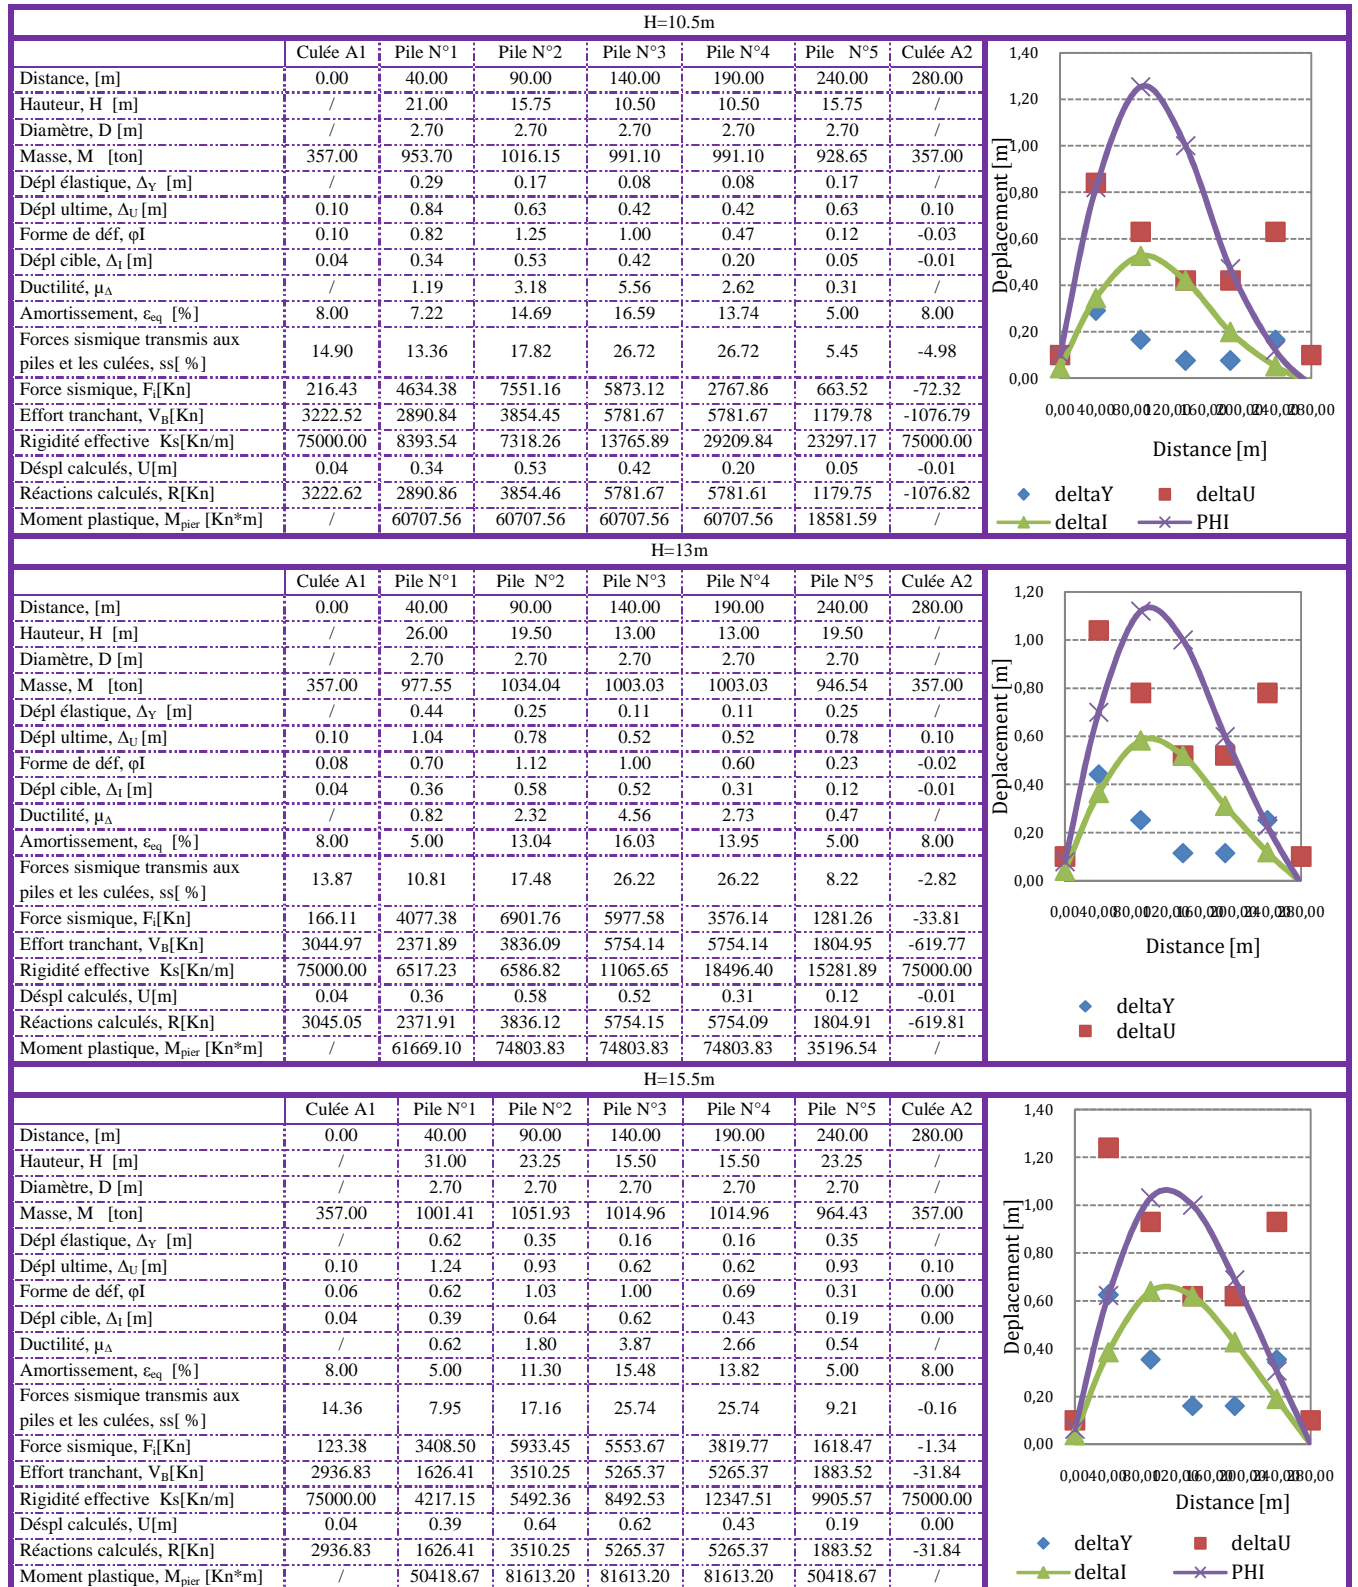 H=10.5m
Culée A1 Pile N°1 Pile N°2 Pile N°3 Pile N°4 Pile N°5 Culée A2
Distance, [m] 0.00 40.00 90.00 140.00 190.00 240.00 280.00
Hauteur, H [m] / 21.00 15.75 10.50 10.50 15.75 /
Diamètre, D [m] / 2.70 2.70 2.70 2.70 2.70 /
Masse, M [ton] 357.00 953.70 1016.15 991.10 991.10 928.65 357.00
Dépl élastique, ΔY [m] / 0.29 0.17 0.08 0.08 0.17 /
Dépl ultime, ΔU [m] 0.10 0.84 0.63 0.42 0.42 0.63 0.10
Forme de déf, φI 0.10 0.82 1.25 1.00 0.47 0.12 -0.03
Dépl cible, ΔI [m] 0.04 0.34 0.53 0.42 0.20 0.05 -0.01
Ductilité, μΔ / 1.19 3.18 5.56 2.62 0.31 /
Amortissement, εeq [%] 8.00 7.22 14.69 16.59 13.74 5.00 8.00
Forces sismique transmis aux
piles et les culées, ss[ %] 14.90 13.36 17.82 26.72 26.72 5.45 -4.98
Force sismique, Fi[Kn] 216.43 4634.38 7551.16 5873.12 2767.86 663.52 -72.32
Effort tranchant, VB[Kn] 3222.52 2890.84 3854.45 5781.67 5781.67 1179.78 -1076.79
Rigidité effective Ks[Kn/m] 75000.00 8393.54 7318.26 13765.89 29209.84 23297.17 75000.00
Déspl calculés, U[m] 0.04 0.34 0.53 0.42 0.20 0.05 -0.01
Réactions calculés, R[Kn] 3222.62 2890.86 3854.46 5781.67 5781.61 1179.75 -1076.82
Moment plastique, Mpier [Kn*m] / 60707.56 60707.56 60707.56 60707.56 18581.59 /
1,40
1,20
1,00
0,80
0,60
0,40
0,20
0,00
Deplacement [m]
0,00 40,00 80,00 120,00 160,00 200,00 240,00 280,00
Distance [m]
deltaY deltaU
deltaI PHI
H=13m
Culée A1 Pile N°1 Pile N°2 Pile N°3 Pile N°4 Pile N°5 Culée A2
Distance, [m] 0.00 40.00 90.00 140.00 190.00 240.00 280.00
Hauteur, H [m] / 26.00 19.50 13.00 13.00 19.50 /
Diamètre, D [m] / 2.70 2.70 2.70 2.70 2.70 /
Masse, M [ton] 357.00 977.55 1034.04 1003.03 1003.03 946.54 357.00
Dépl élastique, ΔY [m] / 0.44 0.25 0.11 0.11 0.25 /
Dépl ultime, ΔU [m] 0.10 1.04 0.78 0.52 0.52 0.78 0.10
Forme de déf, φI 0.08 0.70 1.12 1.00 0.60 0.23 -0.02
Dépl cible, ΔI [m] 0.04 0.36 0.58 0.52 0.31 0.12 -0.01
Ductilité, μΔ / 0.82 2.32 4.56 2.73 0.47 /
Amortissement, εeq [%] 8.00 5.00 13.04 16.03 13.95 5.00 8.00
Forces sismique transmis aux
piles et les culées, ss[ %] 13.87 10.81 17.48 26.22 26.22 8.22 -2.82
Force sismique, Fi[Kn] 166.11 4077.38 6901.76 5977.58 3576.14 1281.26 -33.81
Effort tranchant, VB[Kn] 3044.97 2371.89 3836.09 5754.14 5754.14 1804.95 -619.77
Rigidité effective Ks[Kn/m] 75000.00 6517.23 6586.82 11065.65 18496.40 15281.89 75000.00
Déspl calculés, U[m] 0.04 0.36 0.58 0.52 0.31 0.12 -0.01
Réactions calculés, R[Kn] 3045.05 2371.91 3836.12 5754.15 5754.09 1804.91 -619.81
Moment plastique, Mpier [Kn*m] / 61669.10 74803.83 74803.83 74803.83 35196.54 /
1,20
1,00
0,80
0,60
0,40
0,20
0,00
Deplacement [m]
0,00 40,00 80,00 120,00 160,00 200,00 240,00 280,00
Distance [m]
deltaY
deltaU
H=15.5m
Culée A1 Pile N°1 Pile N°2 Pile N°3 Pile N°4 Pile N°5 Culée A2
Distance, [m] 0.00 40.00 90.00 140.00 190.00 240.00 280.00
Hauteur, H [m] / 31.00 23.25 15.50 15.50 23.25 /
Diamètre, D [m] / 2.70 2.70 2.70 2.70 2.70 /
Masse, M [ton] 357.00 1001.41 1051.93 1014.96 1014.96 964.43 357.00
Dépl élastique, ΔY [m] / 0.62 0.35 0.16 0.16 0.35 /
Dépl ultime, ΔU [m] 0.10 1.24 0.93 0.62 0.62 0.93 0.10
Forme de déf, φI 0.06 0.62 1.03 1.00 0.69 0.31 0.00
Dépl cible, ΔI [m] 0.04 0.39 0.64 0.62 0.43 0.19 0.00
Ductilité, μΔ / 0.62 1.80 3.87 2.66 0.54 /
Amortissement, εeq [%] 8.00 5.00 11.30 15.48 13.82 5.00 8.00
Forces sismique transmis aux
piles et les culées, ss[ %] 14.36 7.95 17.16 25.74 25.74 9.21 -0.16
Force sismique, Fi[Kn] 123.38 3408.50 5933.45 5553.67 3819.77 1618.47 -1.34
Effort tranchant, VB[Kn] 2936.83 1626.41 3510.25 5265.37 5265.37 1883.52 -31.84
Rigidité effective Ks[Kn/m] 75000.00 4217.15 5492.36 8492.53 12347.51 9905.57 75000.00
Déspl calculés, U[m] 0.04 0.39 0.64 0.62 0.43 0.19 0.00
Réactions calculés, R[Kn] 2936.83 1626.41 3510.25 5265.37 5265.37 1883.52 -31.84
Moment plastique, Mpier [Kn*m] / 50418.67 81613.20 81613.20 81613.20 50418.67 /
1,40
1,20
1,00
0,80
0,60
0,40
0,20
0,00
Deplacement [m]
0,00 40,00 80,00 120,00 160,00 200,00 240,00 280,00
Distance [m]
deltaY deltaU
deltaI PHI